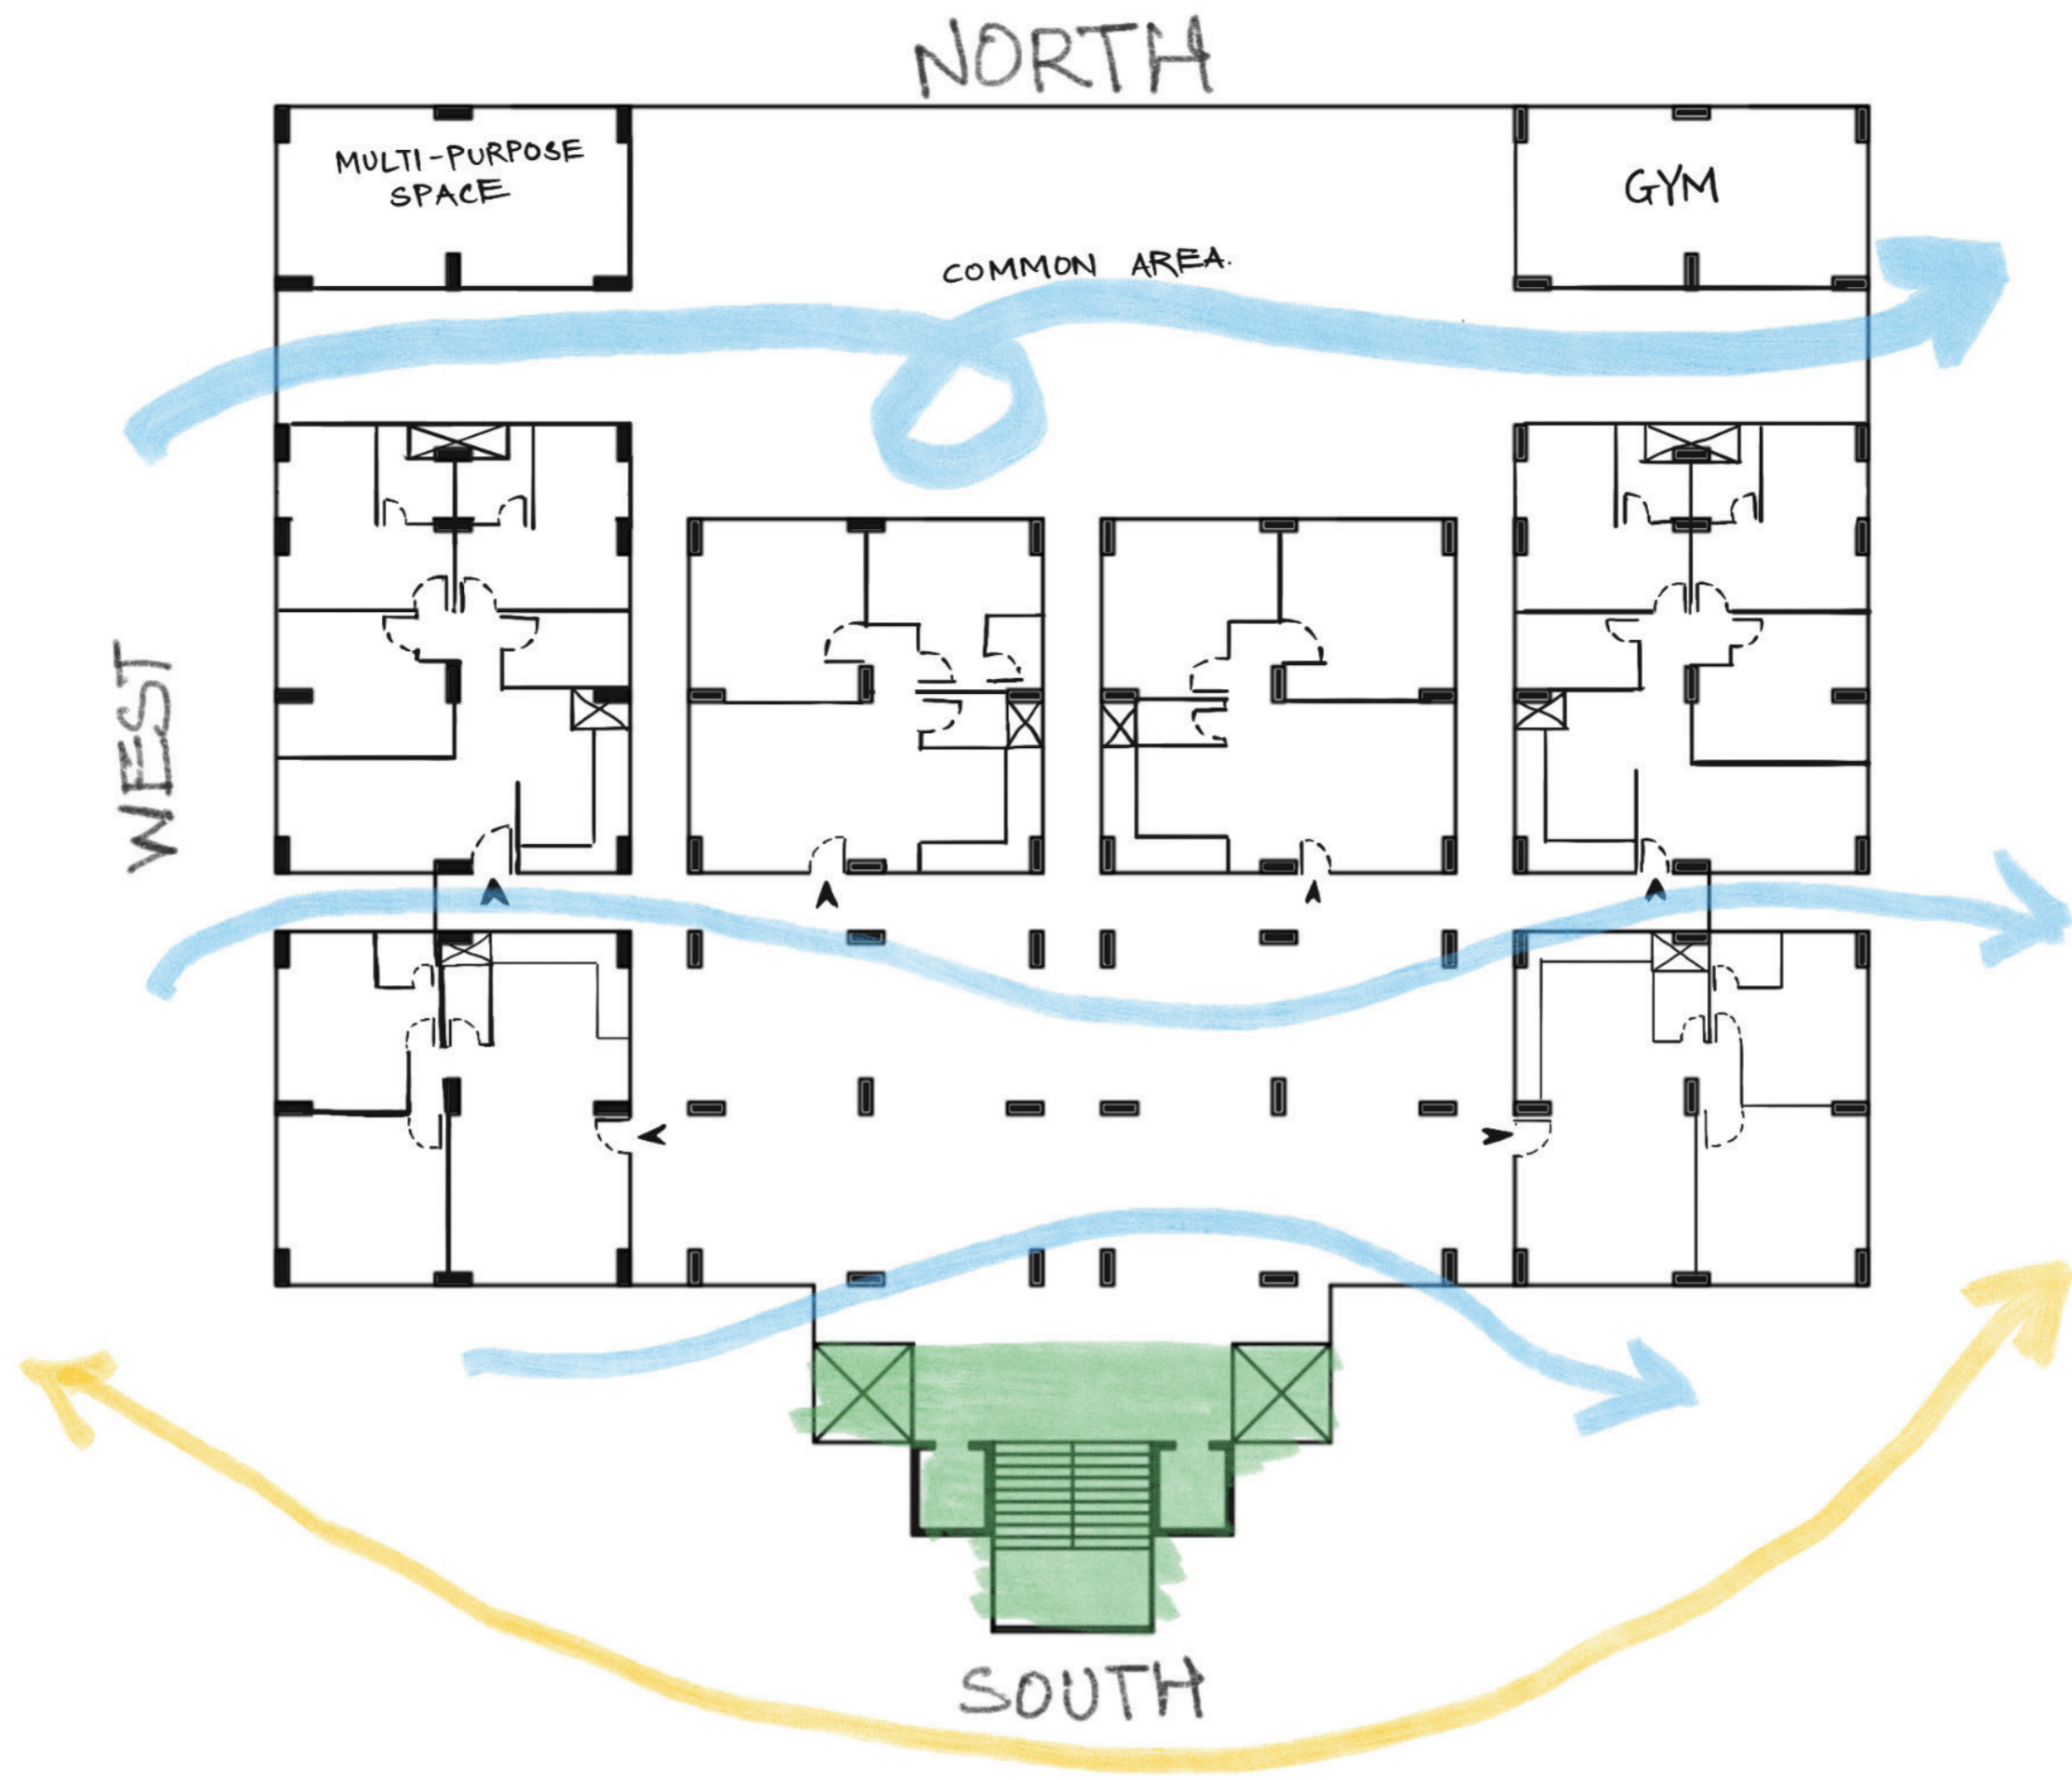 NORTH
MULTI-PURPOSE
SPACE
GYM
COMMON AREA.
WEST
SOUTH